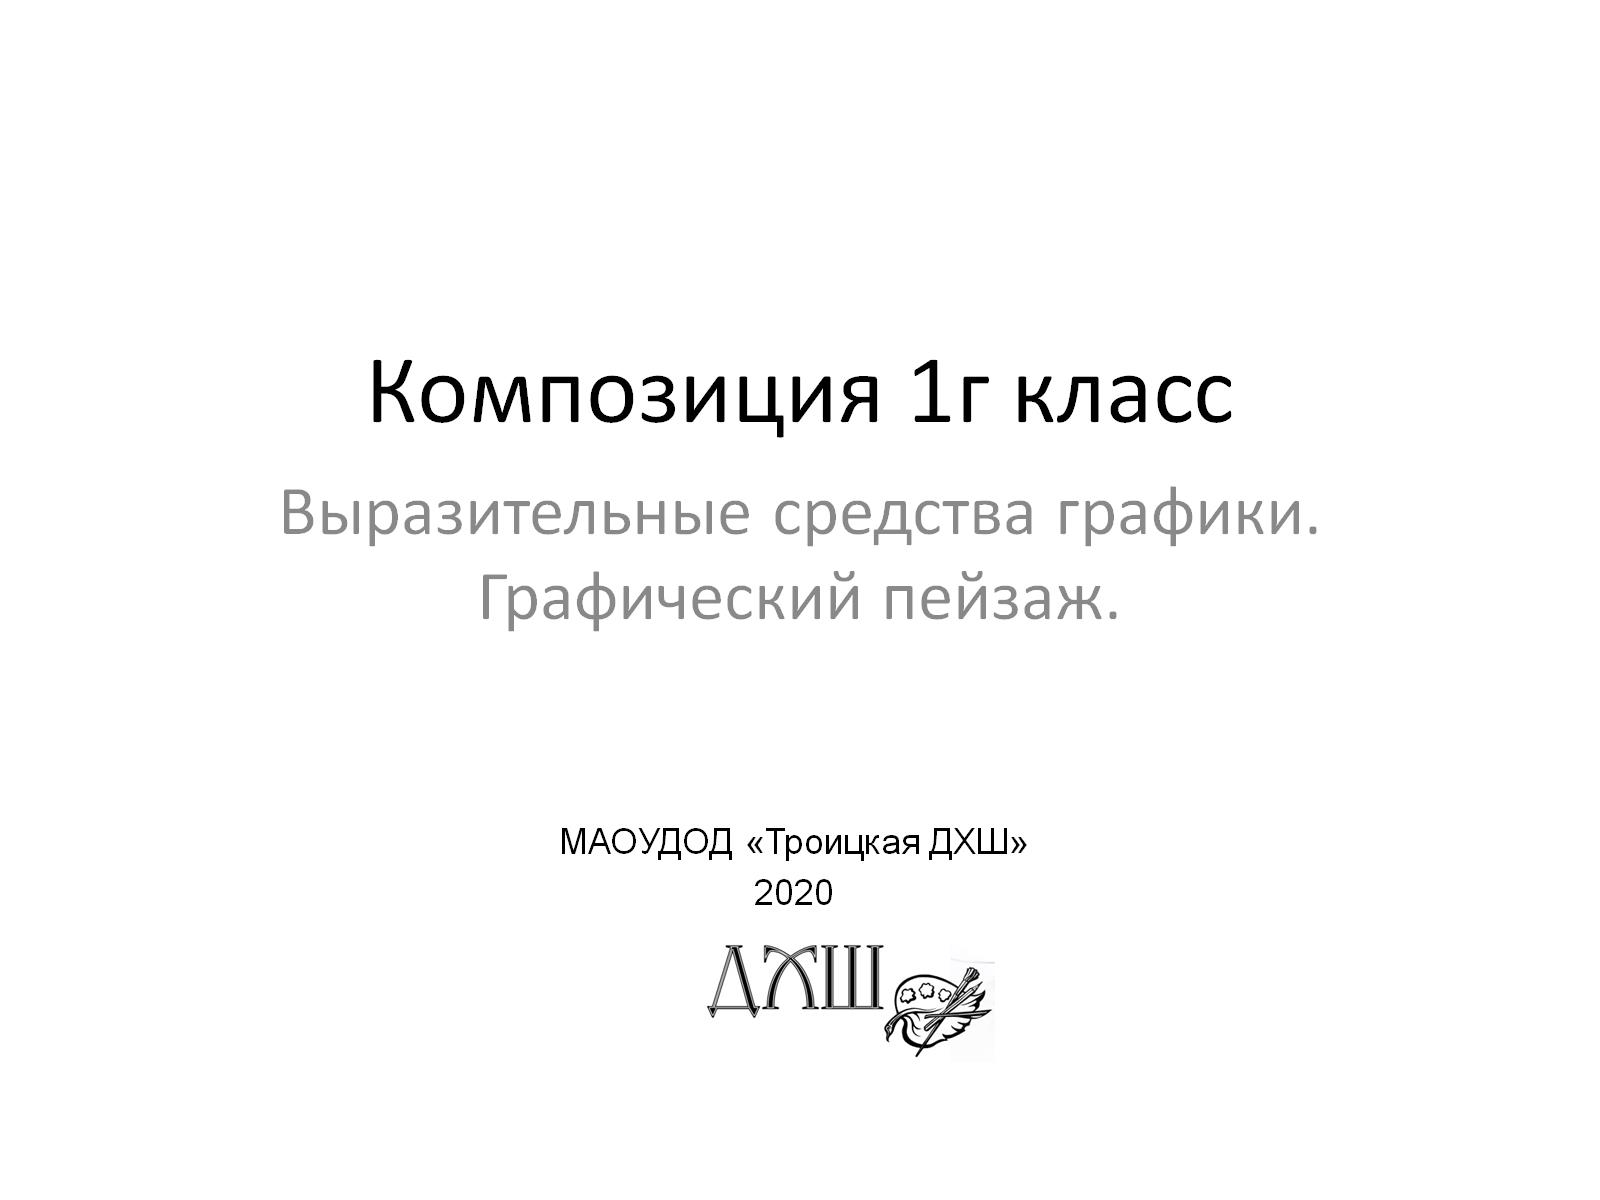 Композиция 1г класс
Выразительные средства графики.
Графический пейзаж.
МАОУДОД «Троицкая ДХШ»
2020
ДХШ